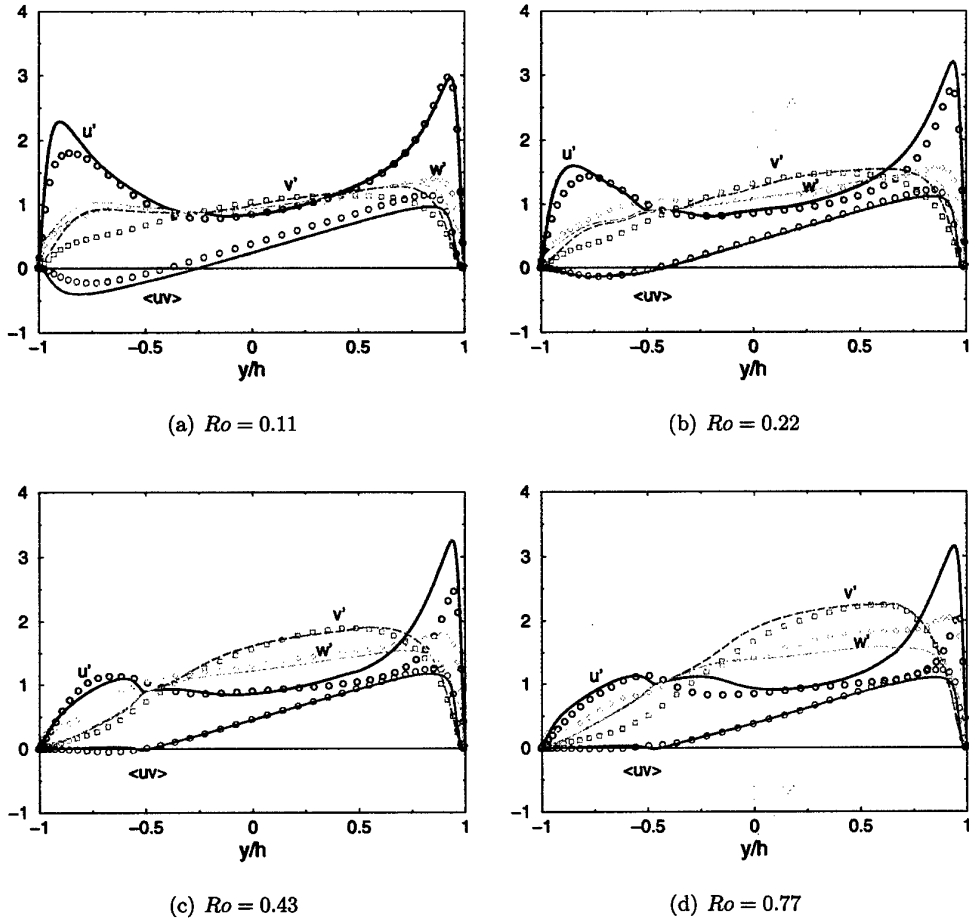 4
3
2
1
0
−1
u'
v'
w'
<uv>
−1 −0.5 0 0.5 1
y/h
(a) Ro = 0.11
4
3
2
1
0
−1
u'
v'
w'
<uv>
−1 −0.5 0 0.5 1
y/h
(b) Ro = 0.22
4
3
2
1
0
−1
u'
v'
w'
<uv>
−1 −0.5 0 0.5 1
y/h
(c) Ro = 0.43
4
3
2
1
0
−1
u'
v'
w'
<uv>
−1 −0.5 0 0.5 1
y/h
(d) Ro = 0.77